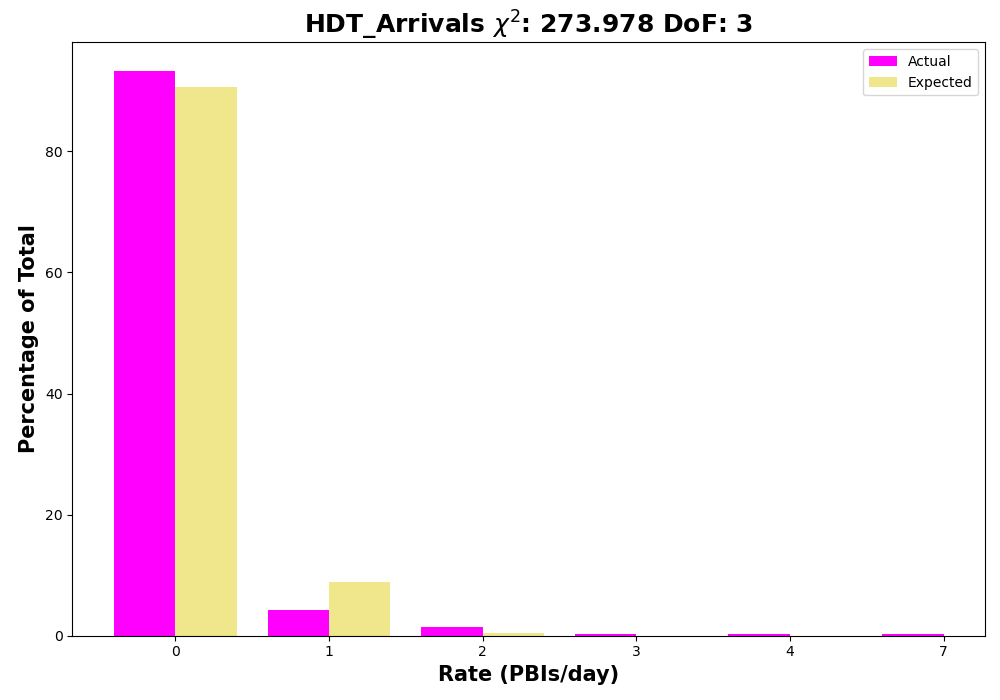 HDT_Arrivals χ²: 273.978 DoF: 3
Actual
Expected
Percentage of Total
80
60
40
20
0
0 1 2 3 4 7
Rate (PBIs/day)